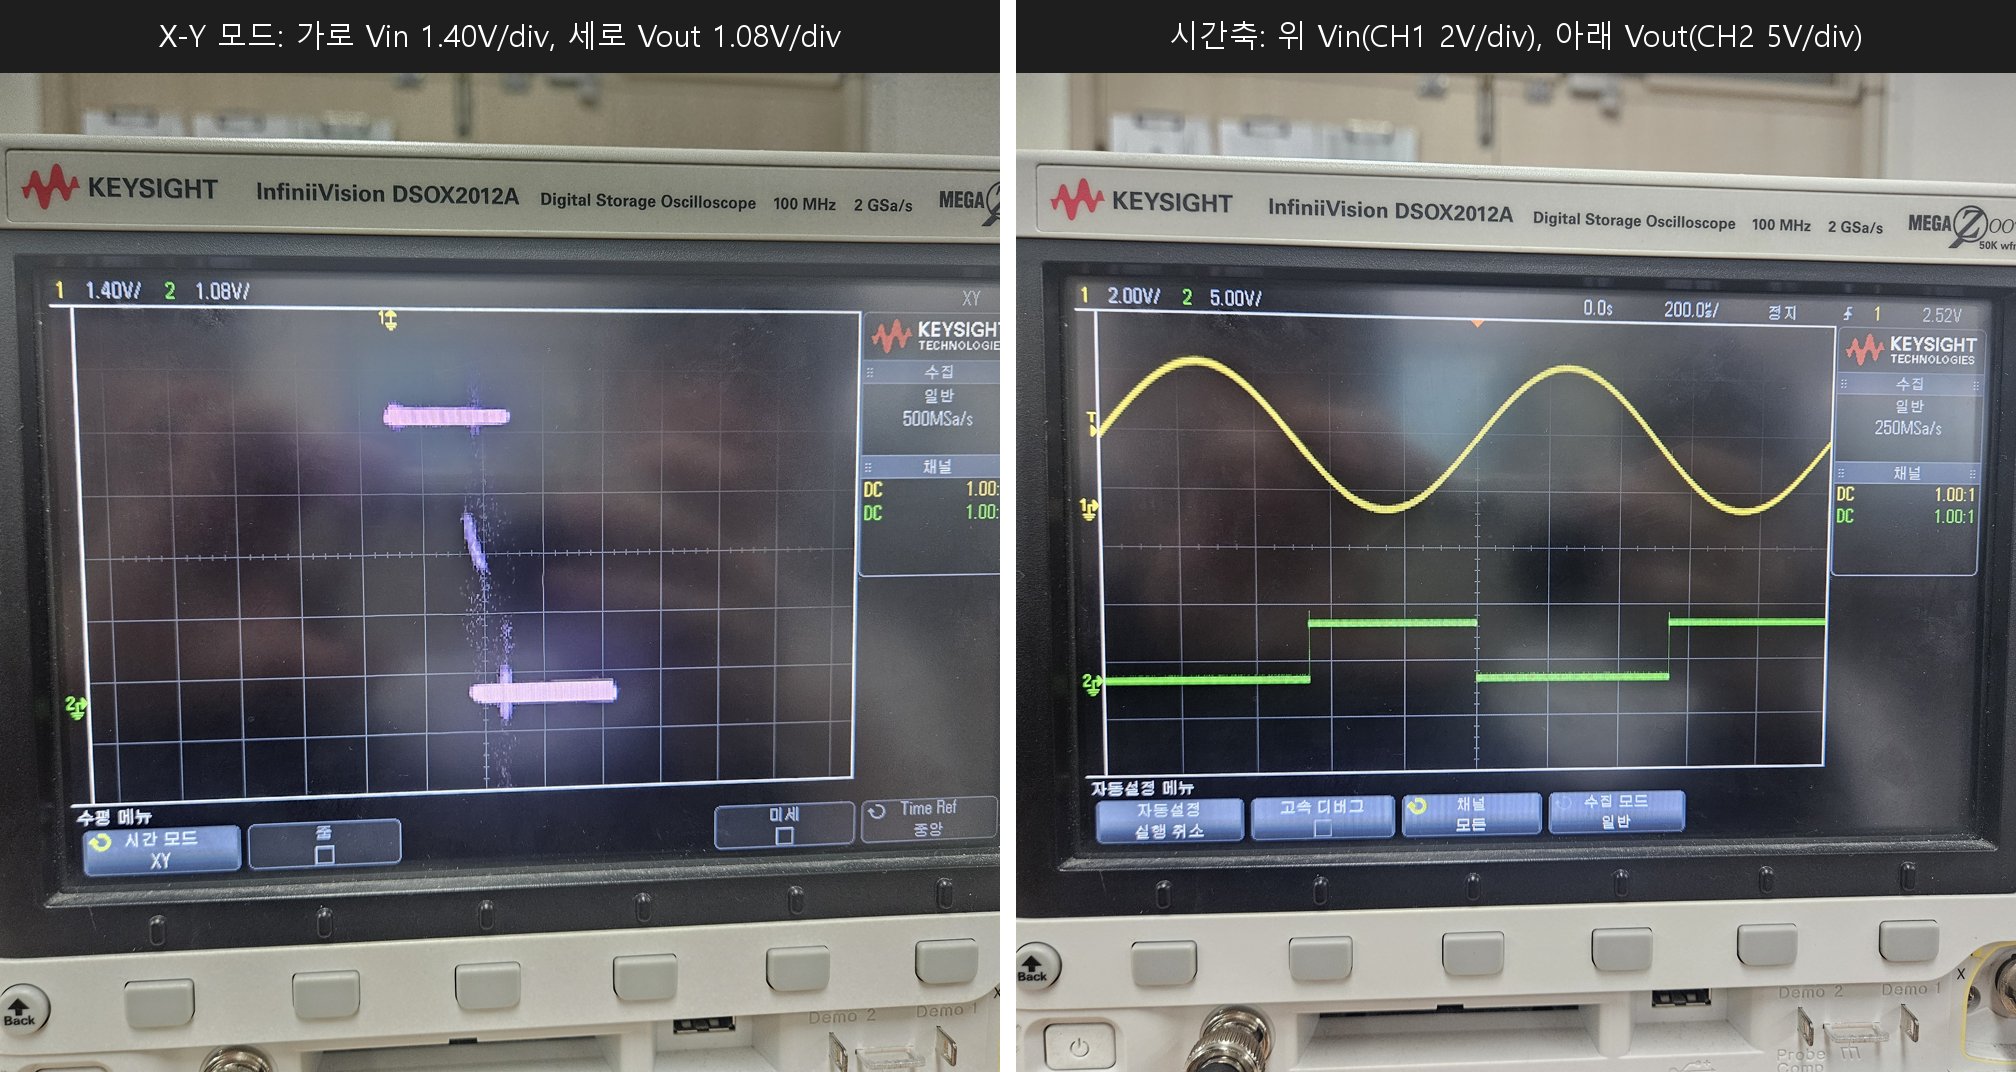 X-Y 모드: 가로 Vin 1.40V/div, 세로 Vout 1.08V/div
KEYSIGHT InfiniiVision DSOX2012A Digital Storage Oscilloscope 100 MHz 2 GSa/s MEGA
1 1.40V/ 2 1.08V/ XY
KEYSIGHT
TECHNOLOGIE
수집
일반
500MSa/s
채널
DC 1.00:
DC 1.00:
수평 메뉴
시간 모드
XY
줌
미세
Time Ref
중앙
Back
Demo 2
Demo 1
시간축: 위 Vin(CH1 2V/div), 아래 Vout(CH2 5V/div)
KEYSIGHT InfiniiVision DSOX2012A Digital Storage Oscilloscope 100 MHz 2 GSa/s MEGA Zoo
50K wfr
1 2.00V/ 2 5.00V/ 0.0s 200.0µs/ 정지 1 2.52V
T
KEYSIGHT
TECHNOLOGIES
수집
일반
250MSa/s
채널
DC 1.00:1
DC 1.00:1
자동설정 메뉴
자동설정
실행 취소
고속 디버그
채널
모든
수집 모드
일반
Back
X
Demo 2
Demo 1
Probe
Comp